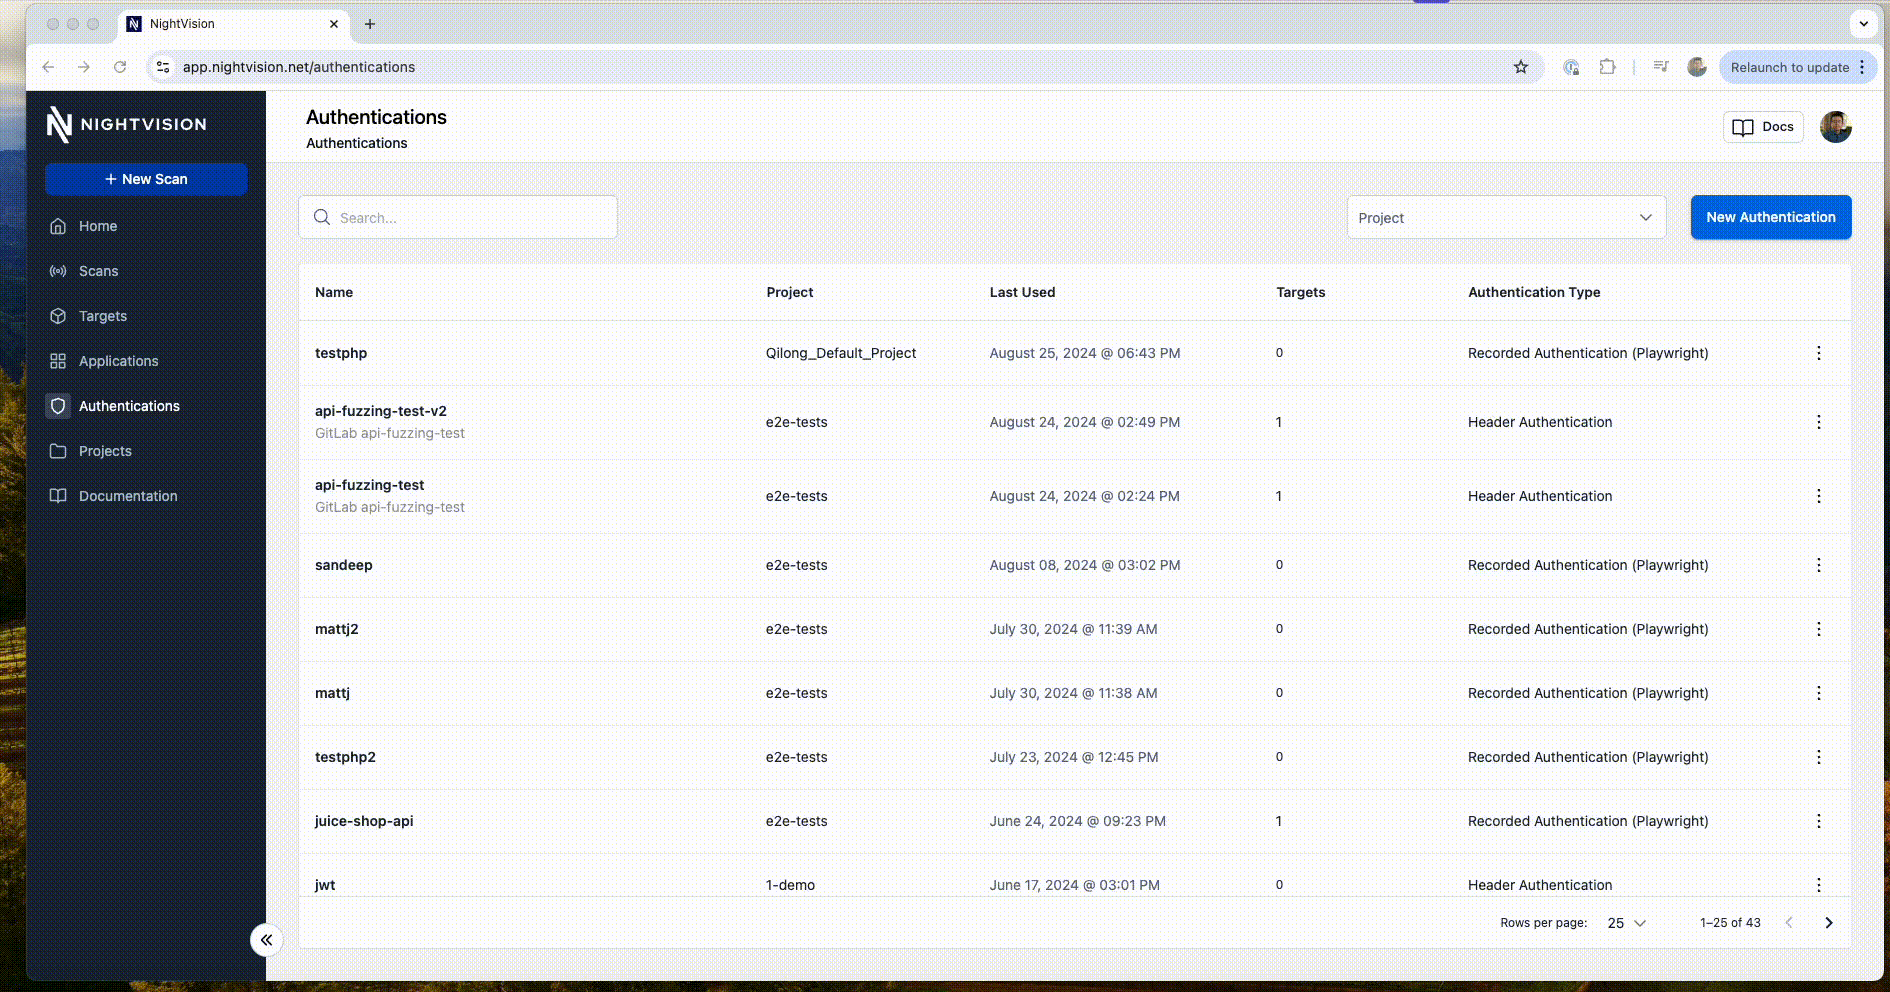 NightVision
app.nightvision.net/authentications
Relaunch to update
NIGHTVISION
Authentications
Authentications
Docs
+ New Scan
Home
Scans
Targets
Applications
Authentications
Projects
Documentation
Search...
Project
New Authentication
Name Project Last Used Targets Authentication Type
testphp Qilong_Default_Project August 25, 2024 @ 06:43 PM 0 Recorded Authentication (Playwright)
api-fuzzing-test-v2
GitLab api-fuzzing-test
e2e-tests August 24, 2024 @ 02:49 PM 1 Header Authentication
api-fuzzing-test
GitLab api-fuzzing-test
e2e-tests August 24, 2024 @ 02:24 PM 1 Header Authentication
sandeep e2e-tests August 08, 2024 @ 03:02 PM 0 Recorded Authentication (Playwright)
mattj2 e2e-tests July 30, 2024 @ 11:39 AM 0 Recorded Authentication (Playwright)
mattj e2e-tests July 30, 2024 @ 11:38 AM 0 Recorded Authentication (Playwright)
testphp2 e2e-tests July 23, 2024 @ 12:45 PM 0 Recorded Authentication (Playwright)
juice-shop-api e2e-tests June 24, 2024 @ 09:23 PM 1 Recorded Authentication (Playwright)
jwt 1-demo June 17, 2024 @ 03:01 PM 0 Header Authentication
Rows per page: 25 1–25 of 43